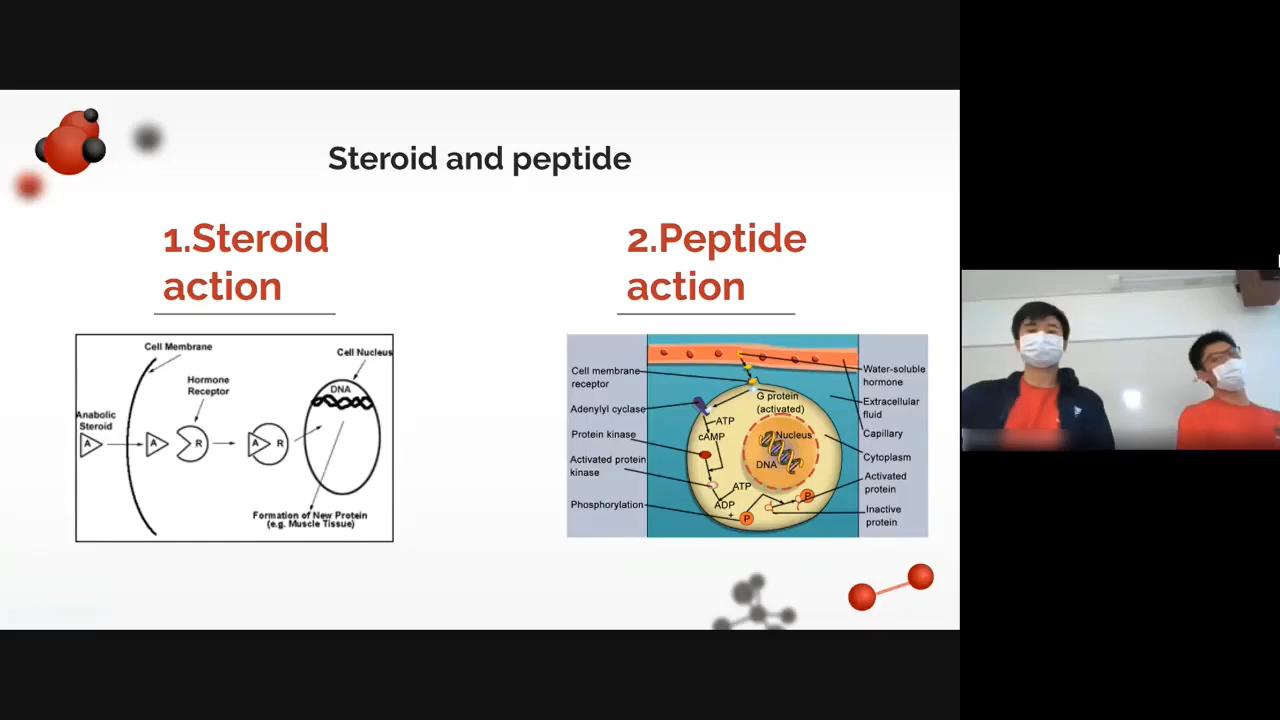 Steroid and peptide
1.Steroid
action
2.Peptide
action
Cell Membrane
Cell Nucleus
Hormone
Receptor
DNA
Anabolic
Steroid
A
A
R
A
R
Formation of New Protein
(e.g. Muscle Tissue)
Cell membrane
receptor
Adenylyl cyclase
Protein kinase
Activated protein
kinase
Phosphorylation
G protein
(activated)
ATP
cAMP
Nucleus
DNA
ATP
ADP
+
P
P
Water-soluble
hormone
Extracellular
fluid
Capillary
Cytoplasm
Activated
protein
Inactive
protein